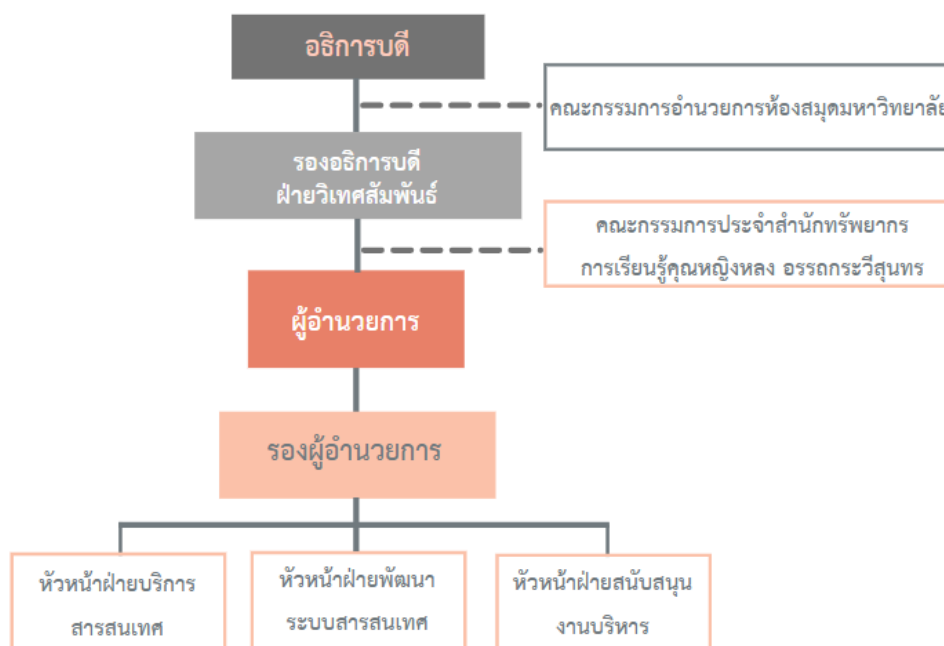 อธิการบดี
คณะกรรมการอำนวยการห้องสมุดมหาวิทยาลัย
รองอธิการบดี
ฝ่ายวิเทศสัมพันธ์
คณะกรรมการประจำสำนักทรัพยากร
การเรียนรู้คุณหญิงหลง อรรถกระวีสุนทร
ผู้อำนวยการ
รองผู้อำนวยการ
หัวหน้าฝ่ายบริการ
สารสนเทศ
หัวหน้าฝ่ายพัฒนา
ระบบสารสนเทศ
หัวหน้าฝ่ายสนับสนุน
งานบริหาร